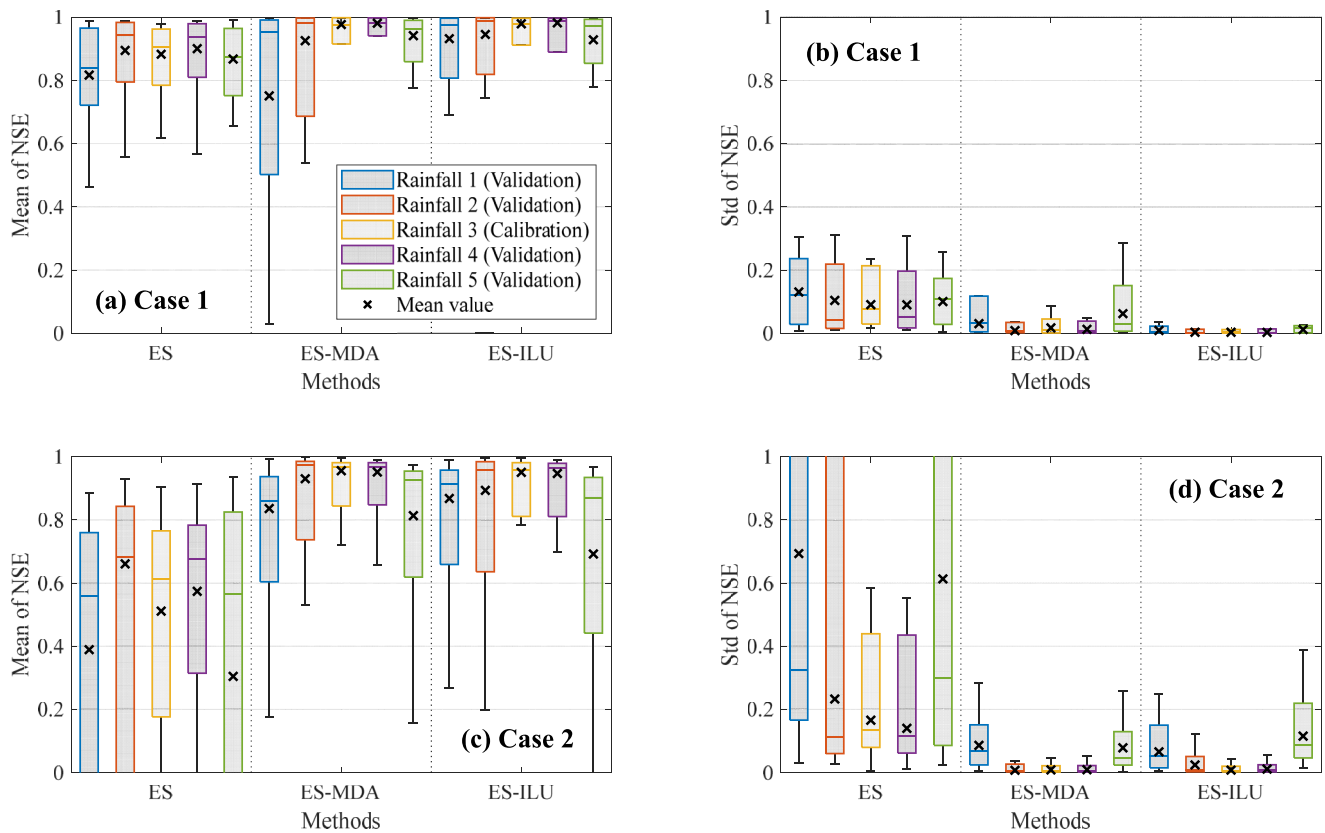 1
0.8
0.6
0.4
0.2
0
Mean of NSE
Rainfall 1 (Validation)
Rainfall 2 (Validation)
Rainfall 3 (Calibration)
Rainfall 4 (Validation)
Rainfall 5 (Validation)
Mean value
(a) Case 1
ES
ES-MDA
ES-ILU
Methods
1
0.8
0.6
0.4
0.2
0
Std of NSE
(b) Case 1
ES
ES-MDA
ES-ILU
Methods
1
0.8
0.6
0.4
0.2
0
Mean of NSE
(c) Case 2
ES
ES-MDA
ES-ILU
Methods
1
0.8
0.6
0.4
0.2
0
Std of NSE
(d) Case 2
ES
ES-MDA
ES-ILU
Methods